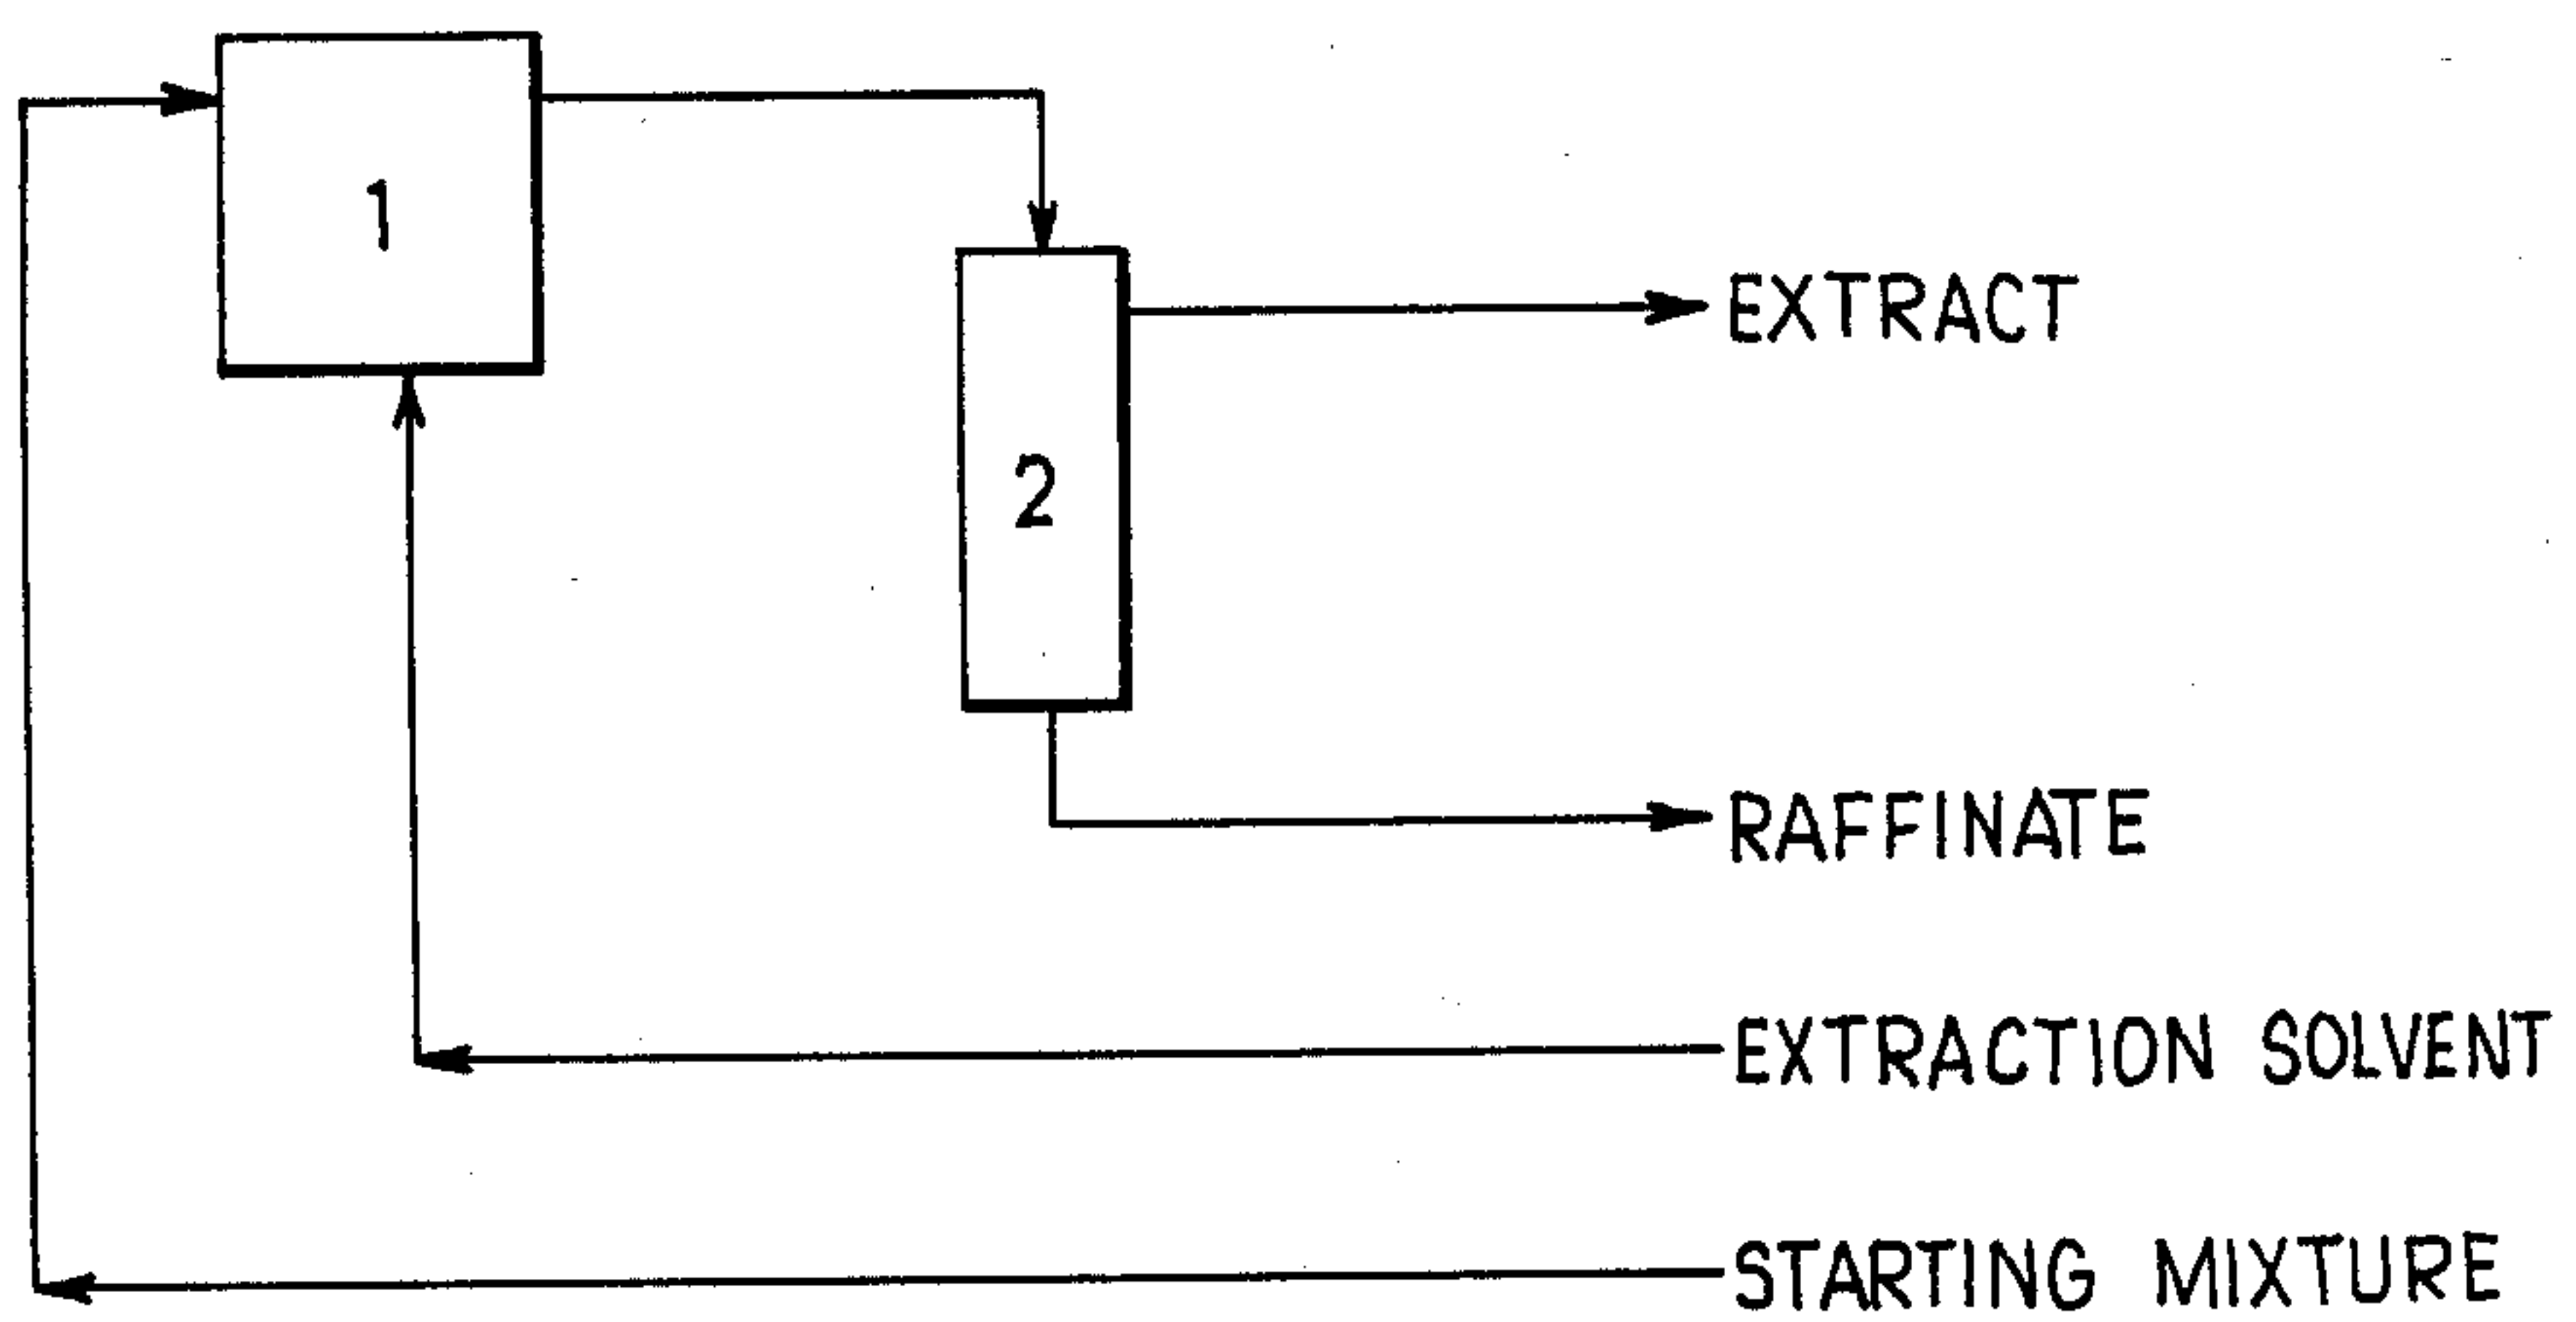 1
EXTRACT
2
RAFFINATE
EXTRACTION SOLVENT
STARTING MIXTURE